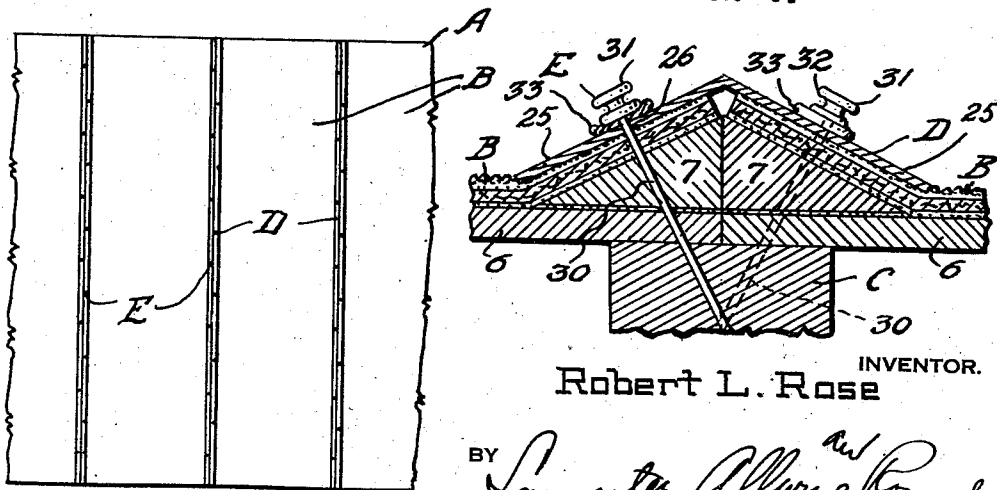 A
B
D
E
E 31 26 33 32 31
33
25 D 25
B 7 7 B
6 30 C 6
30
INVENTOR.
Robert L. Rose
BY